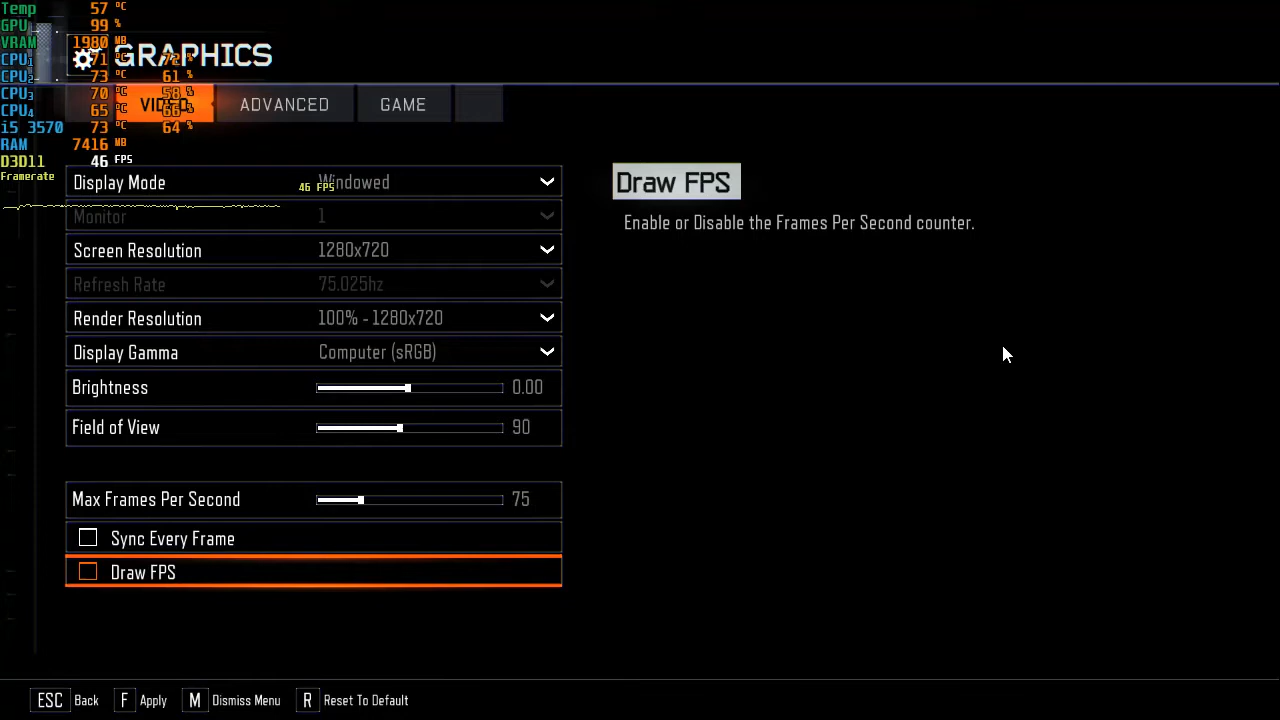 Temp 57 °C
GPU 99 %
VRAM 1980 MB
GRAPHICS
CPU1 71 °C 72 %
CPU2 73 °C 61 %
CPU3 70 °C 58 %
CPU4 65 °C 66 %
VIDEO ADVANCED GAME
i5 3570 73 °C 64 %
RAM 7416 MB
D3D11 46 FPS
Framerate
46 FPS
Display Mode Windowed
Monitor 1
Screen Resolution 1280x720
Refresh Rate 75.025hz
Render Resolution 100% - 1280x720
Display Gamma Computer (sRGB)
Brightness 0.00
Field of View 90
Max Frames Per Second 75
Sync Every Frame
Draw FPS
Draw FPS
Enable or Disable the Frames Per Second counter.
ESC Back F Apply M Dismiss Menu R Reset To Default